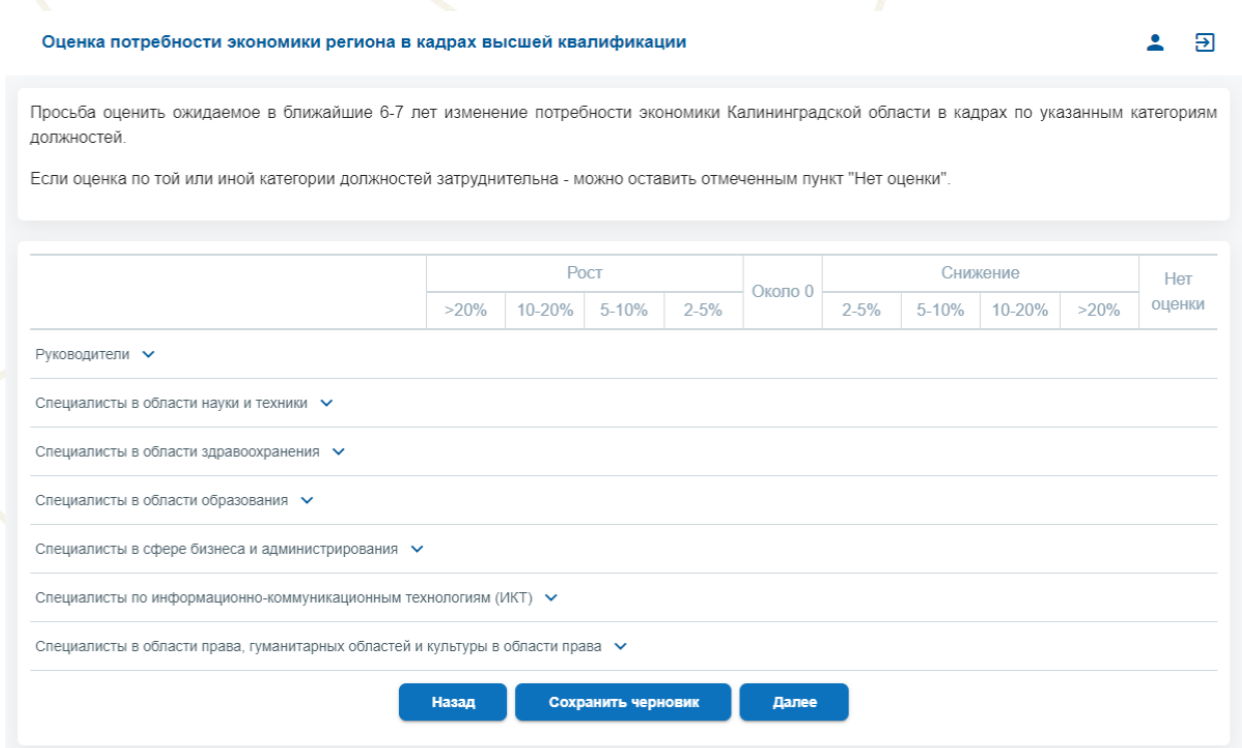 Оценка потребности экономики региона в кадрах высшей квалификации
Просьба оценить ожидаемое в ближайшие 6-7 лет изменение потребности экономики Калининградской области в кадрах по указанным категориям
должностей.
Если оценка по той или иной категории должностей затруднительна - можно оставить отмеченным пункт "Нет оценки".
Рост Около 0 Снижение Нет оценки
>20% 10-20% 5-10% 2-5% 2-5% 5-10% 10-20% >20%
Руководители
Специалисты в области науки и техники
Специалисты в области здравоохранения
Специалисты в области образования
Специалисты в сфере бизнеса и администрирования
Специалисты по информационно-коммуникационным технологиям (ИКТ)
Специалисты в области права, гуманитарных областей и культуры в области права
Назад Сохранить черновик Далее